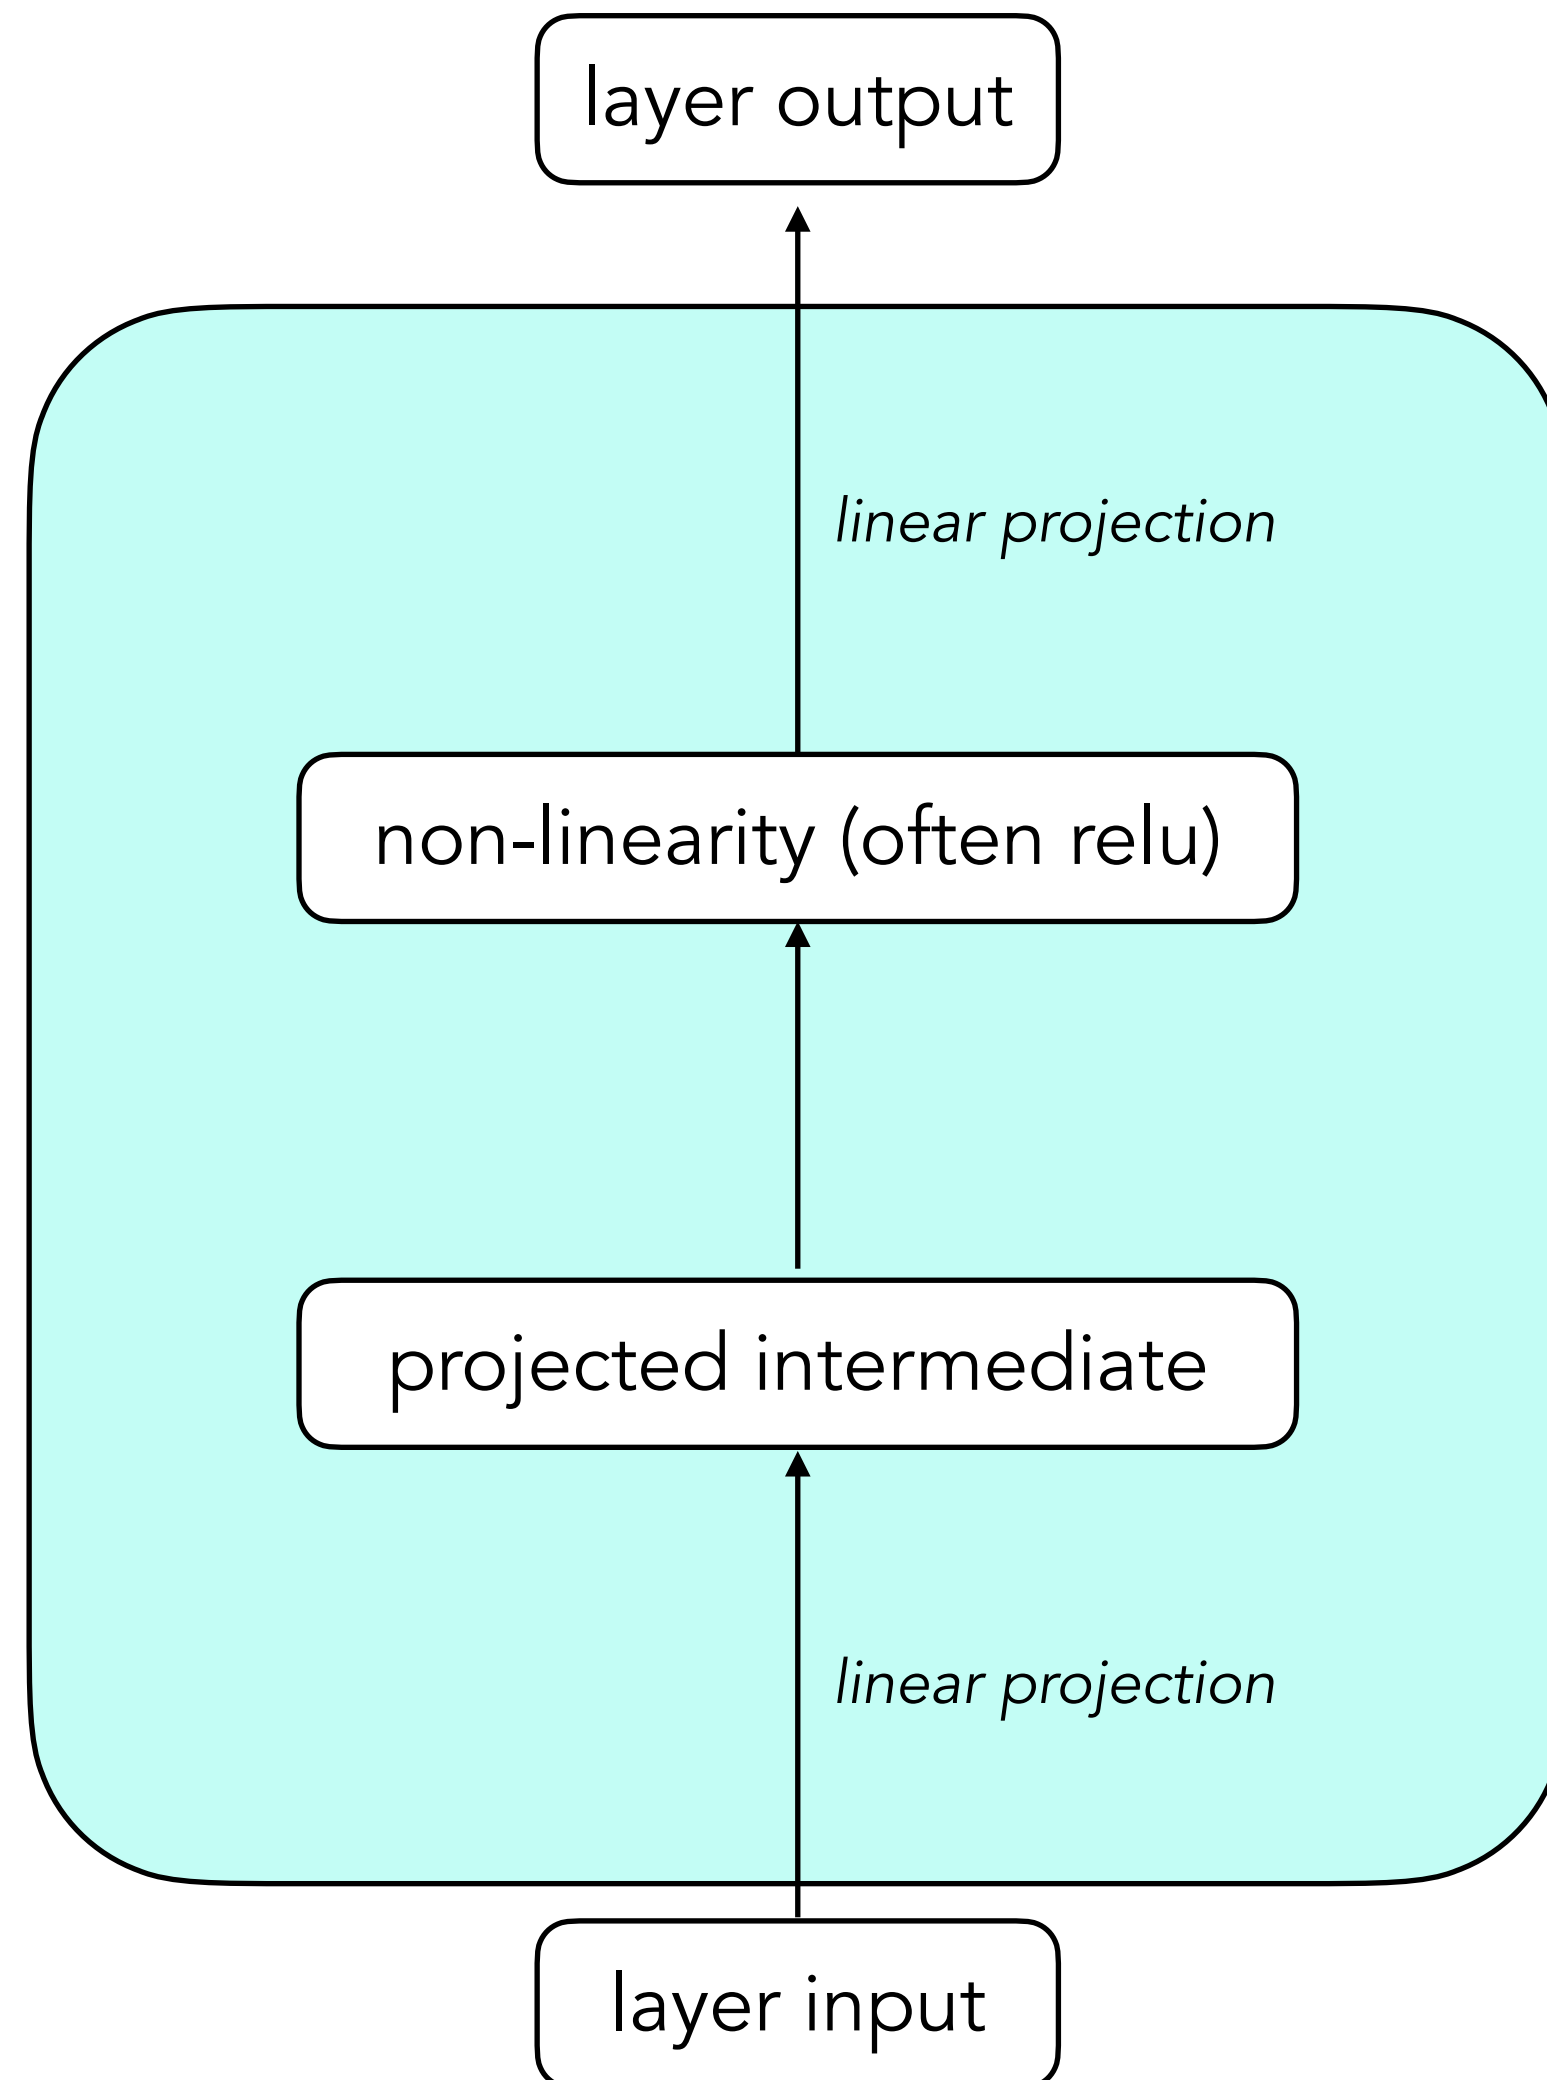 layer output
linear projection
non-linearity (often relu)
projected intermediate
linear projection
layer input